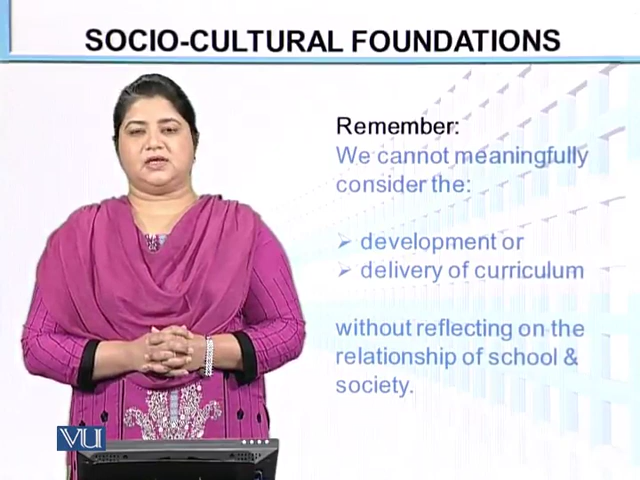 SOCIO-CULTURAL FOUNDATIONS
Remember:
We cannot meaningfully
consider the:
➢ development or
➢ delivery of curriculum
without reflecting on the
relationship of school &
society.
VU